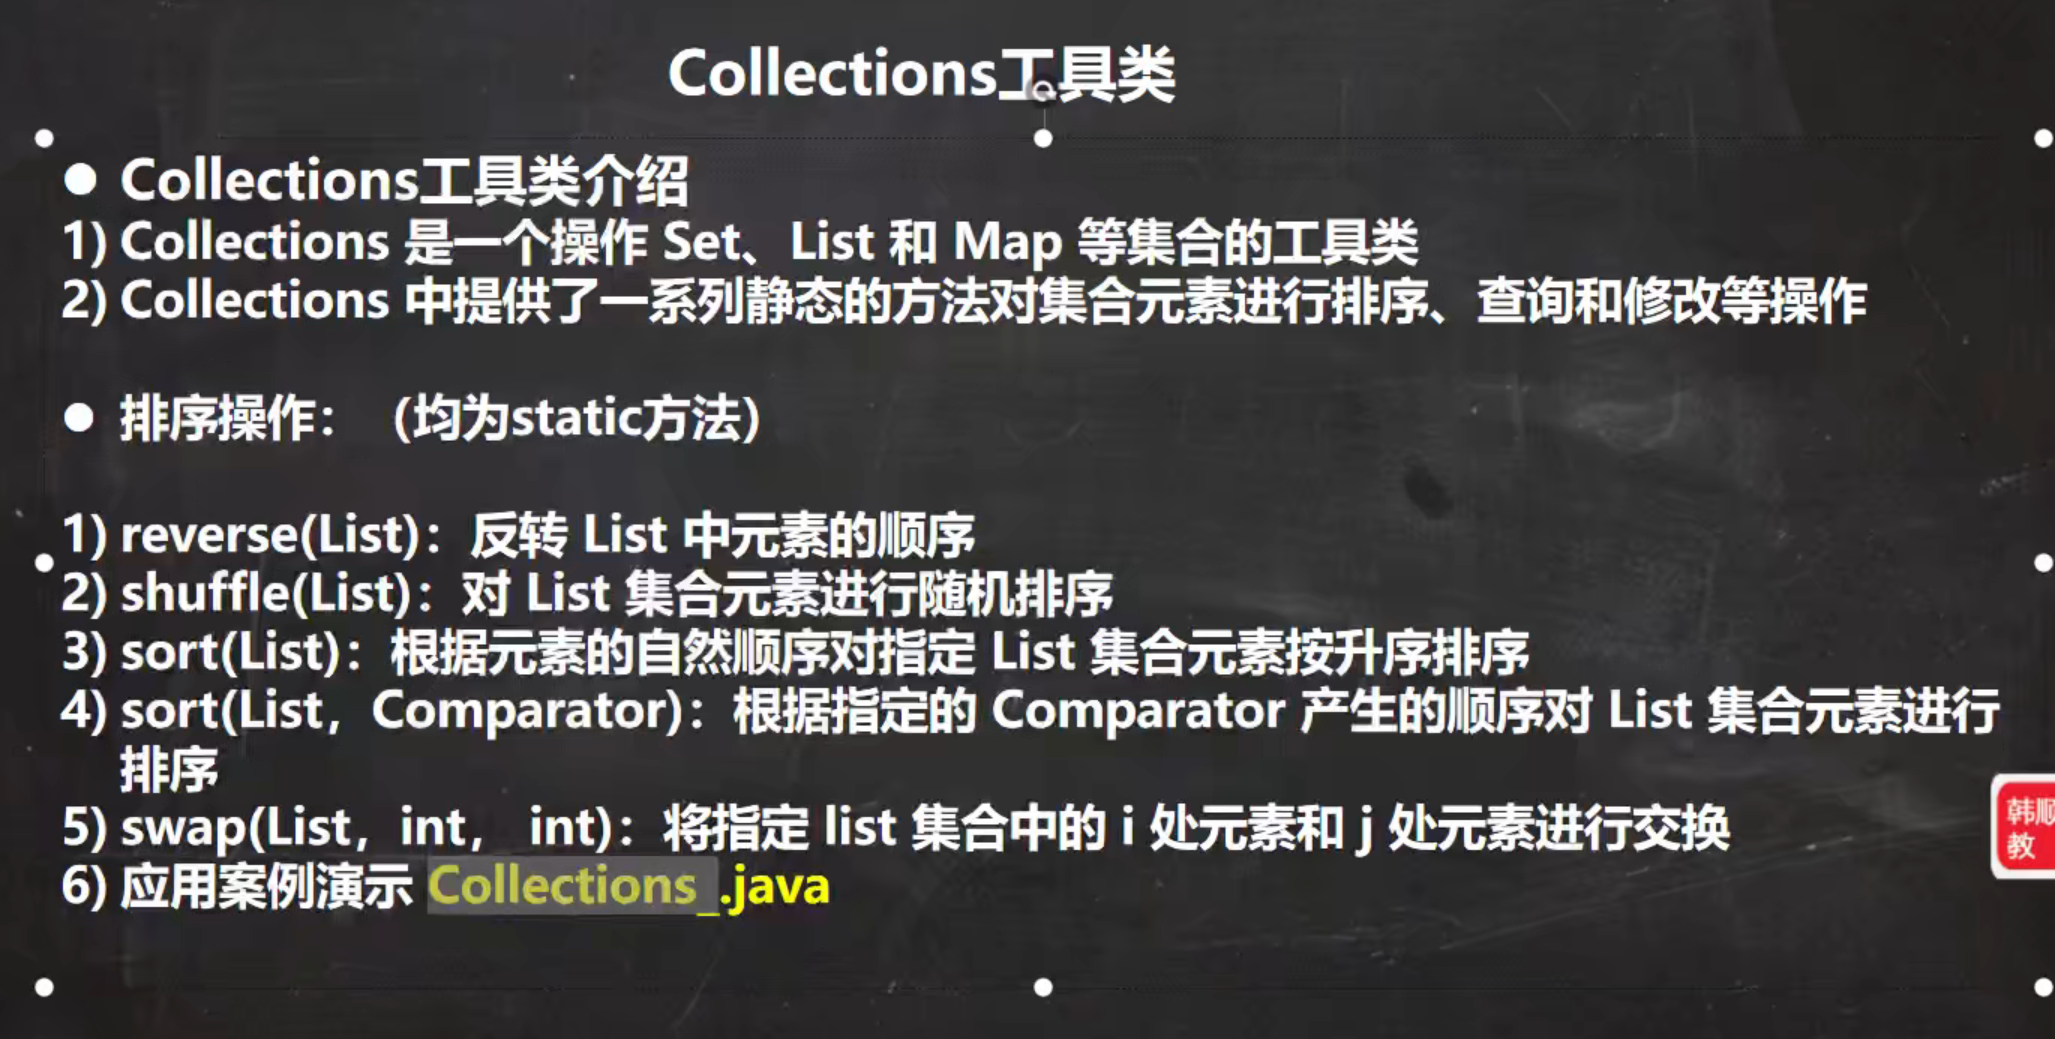 Collections工具类
● Collections工具类介绍
1) Collections 是一个操作 Set、List 和 Map 等集合的工具类
2) Collections 中提供了一系列静态的方法对集合元素进行排序、查询和修改等操作
● 排序操作：（均为static方法）
1) reverse(List)：反转 List 中元素的顺序
2) shuffle(List)：对 List 集合元素进行随机排序
3) sort(List)：根据元素的自然顺序对指定 List 集合元素按升序排序
4) sort(List，Comparator)：根据指定的 Comparator 产生的顺序对 List 集合元素进行
排序
5) swap(List，int， int)：将指定 list 集合中的 i 处元素和 j 处元素进行交换
6) 应用案例演示 Collections_.java
韩顺
教